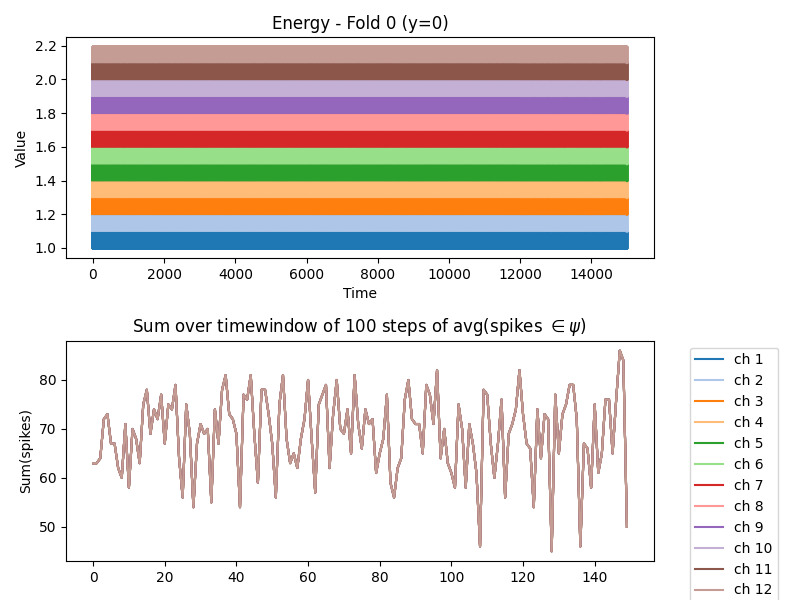 Energy - Fold 0 (y=0)
2.2
2.0
1.8
1.6
1.4
1.2
1.0
Value
0 2000 4000 6000 8000 10000 12000 14000
Time
Sum over timewindow of 100 steps of avg(spikes ∈ ψ)
80
70
60
50
Sum(spikes)
0 20 40 60 80 100 120 140
ch 1
ch 2
ch 3
ch 4
ch 5
ch 6
ch 7
ch 8
ch 9
ch 10
ch 11
ch 12